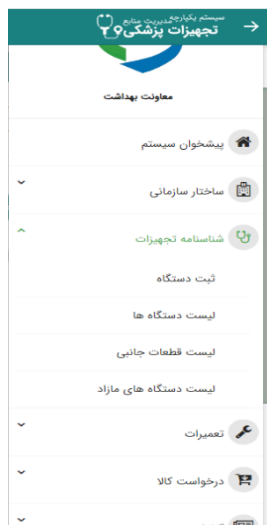 سیستم یکپارچه مدیریت منابع
تجهیزات پزشکی
معاونت بهداشت
پیشخوان سیستم
ساختار سازمانی
شناسنامه تجهیزات
ثبت دستگاه
لیست دستگاه ها
لیست قطعات جانبی
لیست دستگاه های مازاد
تعمیرات
درخواست کالا